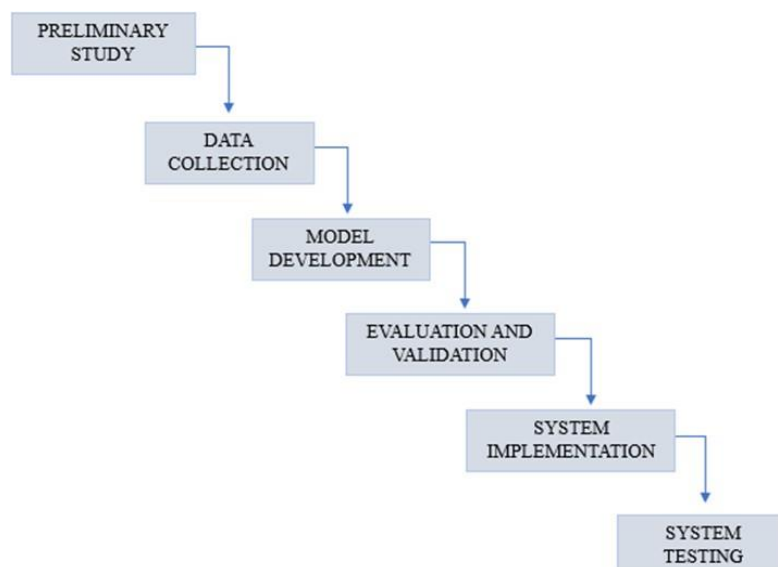 PRELIMINARY
STUDY
DATA
COLLECTION
MODEL
DEVELOPMENT
EVALUATION AND
VALIDATION
SYSTEM
IMPLEMENTATION
SYSTEM
TESTING